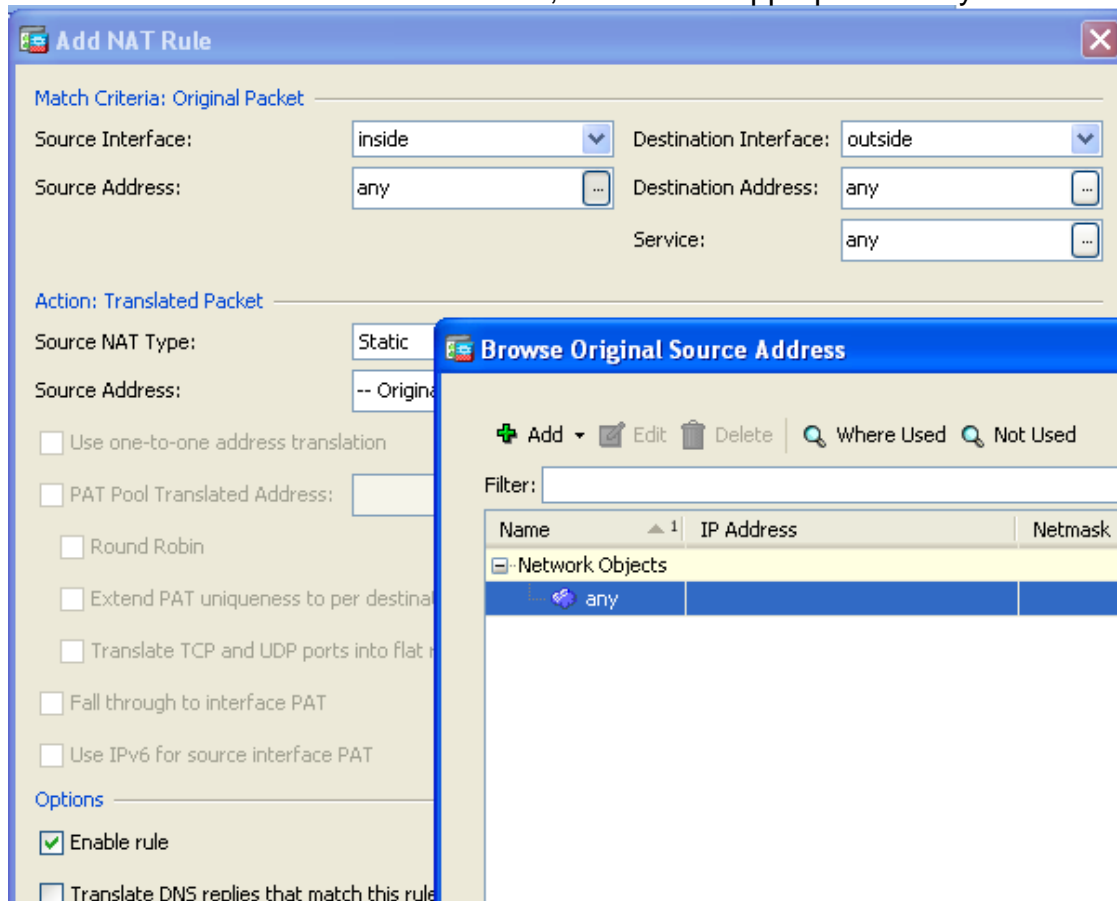 Add NAT Rule
Match Criteria: Original Packet
Source Interface: inside Destination Interface: outside
Source Address: any ... Destination Address: any ...
Service: any ...
Action: Translated Packet
Source NAT Type: Static
Source Address: -- Origina
Browse Original Source Address
Use one-to-one address translation
Add Edit Delete Where Used Not Used
PAT Pool Translated Address:
Filter:
Name 1 IP Address Netmask
Round Robin
Network Objects
Extend PAT uniqueness to per destinat
any
Translate TCP and UDP ports into flat r
Fall through to interface PAT
Use IPv6 for source interface PAT
Options
Enable rule
Translate DNS replies that match this rule